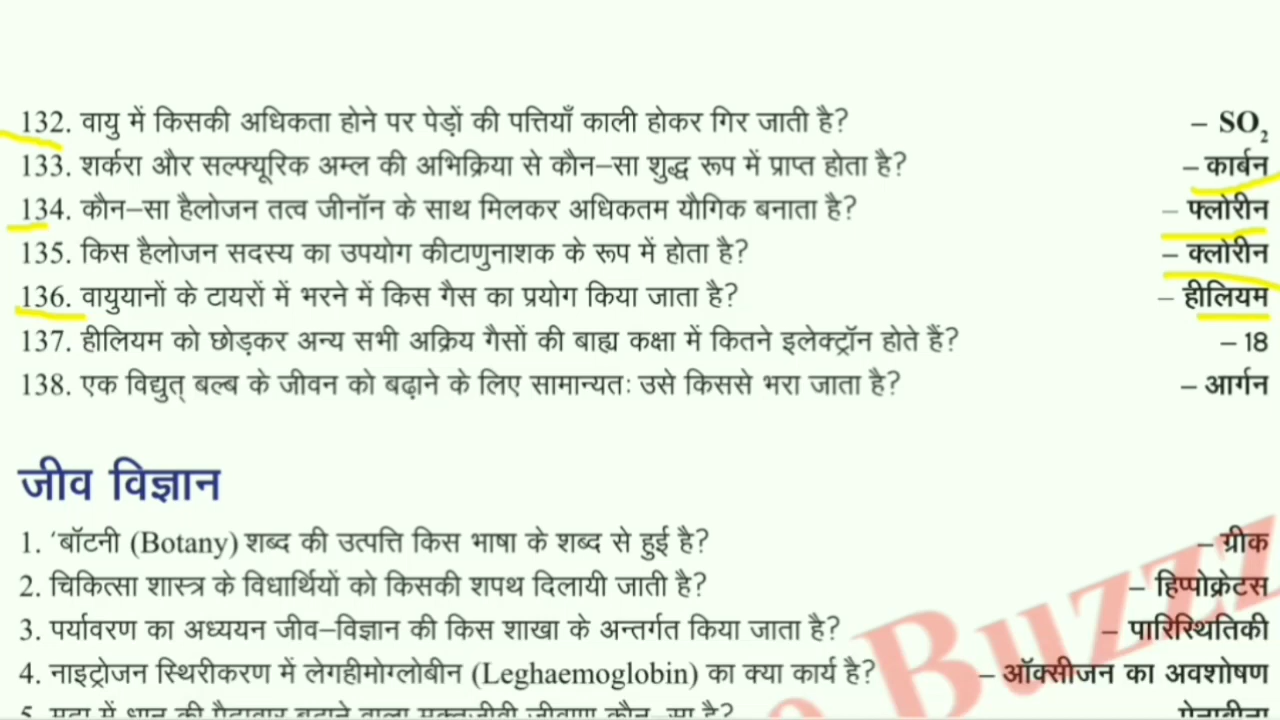 132. वायु में किसकी अधिकता होने पर पेड़ों की पत्तियाँ काली होकर गिर जाती है? – SO₂
133. शर्करा और सल्फ्यूरिक अम्ल की अभिक्रिया से कौन–सा शुद्ध रूप में प्राप्त होता है? – कार्बन
134. कौन–सा हैलोजन तत्व जीनॉन के साथ मिलकर अधिकतम यौगिक बनाता है? – फ्लोरीन
135. किस हैलोजन सदस्य का उपयोग कीटाणुनाशक के रूप में होता है? – क्लोरीन
136. वायुयानों के टायरों में भरने में किस गैस का प्रयोग किया जाता है? – हीलियम
137. हीलियम को छोड़कर अन्य सभी अक्रिय गैसों की बाह्य कक्षा में कितने इलेक्ट्रॉन होते हैं? – 18
138. एक विद्युत् बल्ब के जीवन को बढ़ाने के लिए सामान्यतः उसे किससे भरा जाता है? – आर्गन
जीव विज्ञान
1. ‘बॉटनी (Botany) शब्द की उत्पत्ति किस भाषा के शब्द से हुई है? – ग्रीक
2. चिकित्सा शास्त्र के विधार्थियों को किसकी शपथ दिलायी जाती है? – हिप्पोक्रेटस
3. पर्यावरण का अध्ययन जीव–विज्ञान की किस शाखा के अन्तर्गत किया जाता है? – पारिस्थितिकी
4. नाइट्रोजन स्थिरीकरण में लेगहीमोग्लोबीन (Leghaemoglobin) का क्या कार्य है? – ऑक्सीजन का अवशोषण
Buzzz